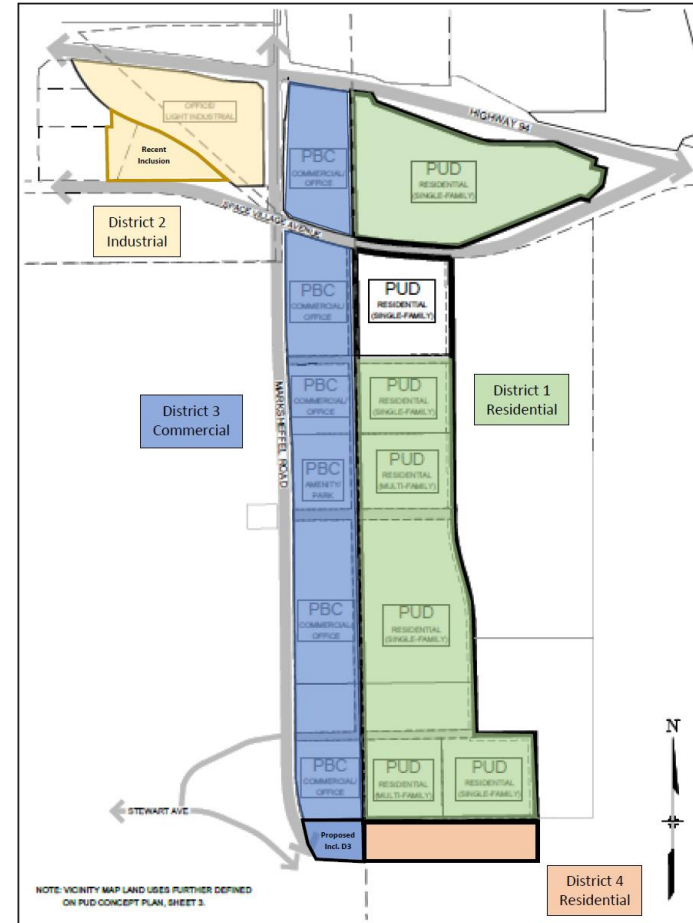 HIGHWAY 94
OFFICE/
LIGHT INDUSTRIAL
Recent
Inclusion
PBC
COMMERCIAL/
OFFICE
PUD
RESIDENTIAL
(SINGLE-FAMILY)
District 2
Industrial
SPACE VILLAGE AVENUE
PBC
COMMERCIAL/
OFFICE
PUD
RESIDENTIAL
(SINGLE-FAMILY)
District 3
Commercial
MARKSHEFFEL ROAD
PBC
COMMERCIAL/
OFFICE
PUD
RESIDENTIAL
(SINGLE-FAMILY)
District 1
Residential
PBC
AMENITY/
PARK
PUD
RESIDENTIAL
(MULTI-FAMILY)
PBC
COMMERCIAL/
OFFICE
PUD
RESIDENTIAL
(SINGLE-FAMILY)
N
PBC
COMMERCIAL/
OFFICE
PUD
RESIDENTIAL
(MULTI-FAMILY)
PUD
RESIDENTIAL
(SINGLE-FAMILY)
STEWART AVE
Proposed
Incl. D3
District 4
Residential
NOTE: VICINITY MAP LAND USES FURTHER DEFINED
ON PUD CONCEPT PLAN, SHEET 3.